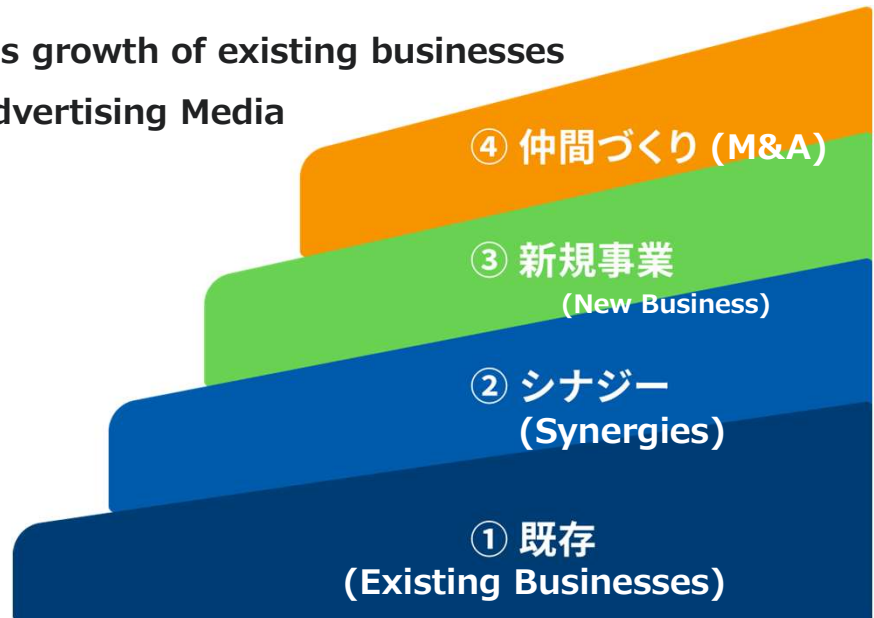 s growth of existing businesses
dvertising Media
④ 仲間づくり (M&A)
③ 新規事業
(New Business)
② シナジー
(Synergies)
① 既存
(Existing Businesses)